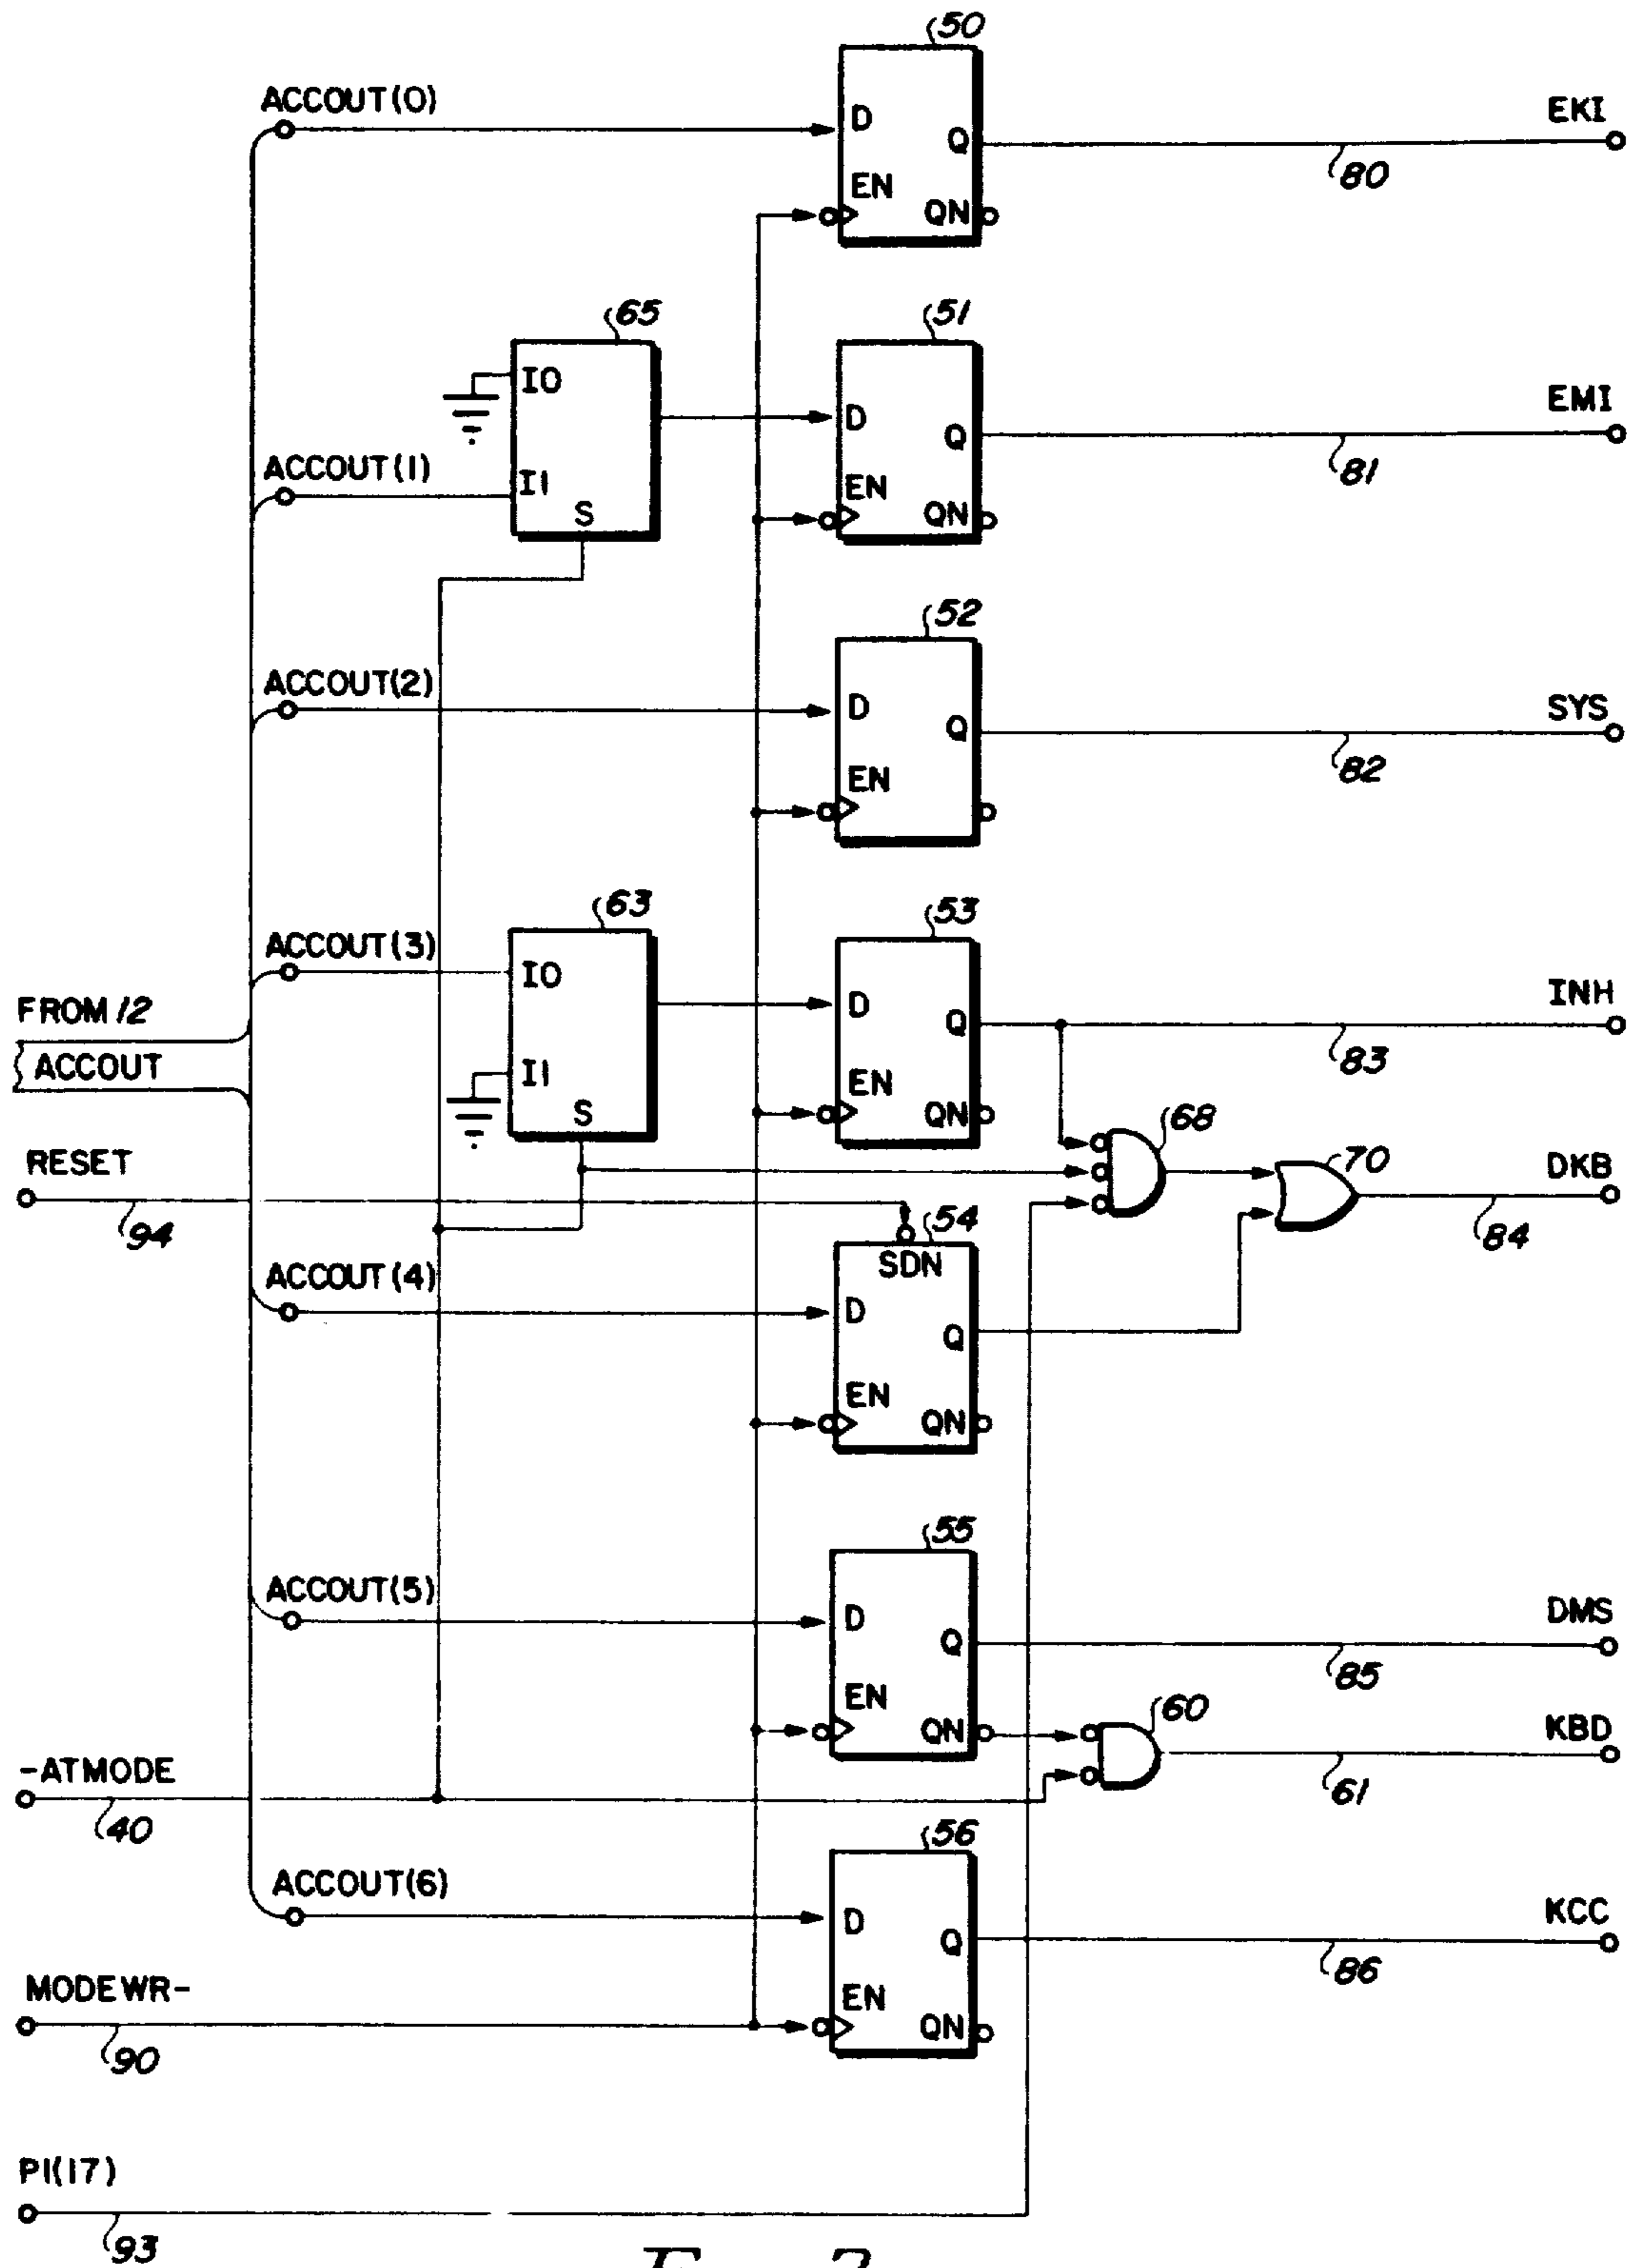 50
ACCOUT(0)
D
Q
EKI
80
EN
QN
65
51
I0
D
Q
EMI
81
ACCOUT(1)
I1
S
EN
QN
52
ACCOUT(2)
D
Q
SYS
82
EN
63
53
ACCOUT(3)
I0
D
Q
INH
83
FROM 12
ACCOUT
I1
S
EN
QN
68
RESET
94
70
DKB
84
54
SDN
ACCOUT(4)
D
Q
EN
QN
55
ACCOUT(5)
D
Q
DMS
85
EN
QN
60
KBD
61
-ATMODE
40
56
ACCOUT(6)
D
Q
KCC
86
MODEWR-
90
EN
QN
PI(17)
93